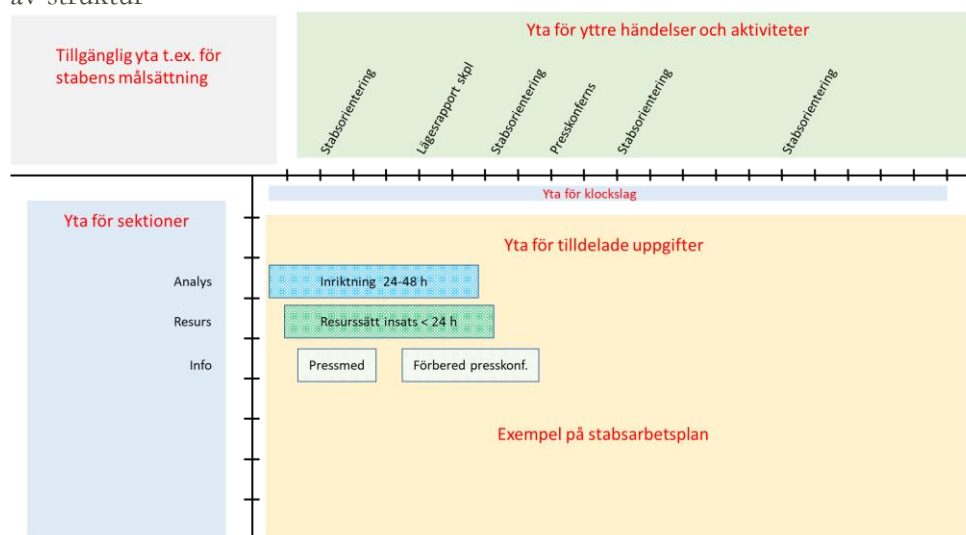 av struktur
Tillgänglig yta t.ex. för
stabens målsättning
Yta för yttre händelser och aktiviteter
Stabsorientering
Lägesrapport skpl
Stabsorientering
Presskonferns
Stabsorientering
Stabsorientering
Yta för klockslag
Yta för sektioner
Yta för tilldelade uppgifter
Analys
Inriktning 24-48 h
Resurs
Resurssätt insats < 24 h
Info
Pressmed
Förbered presskonf.
Exempel på stabsarbetsplan